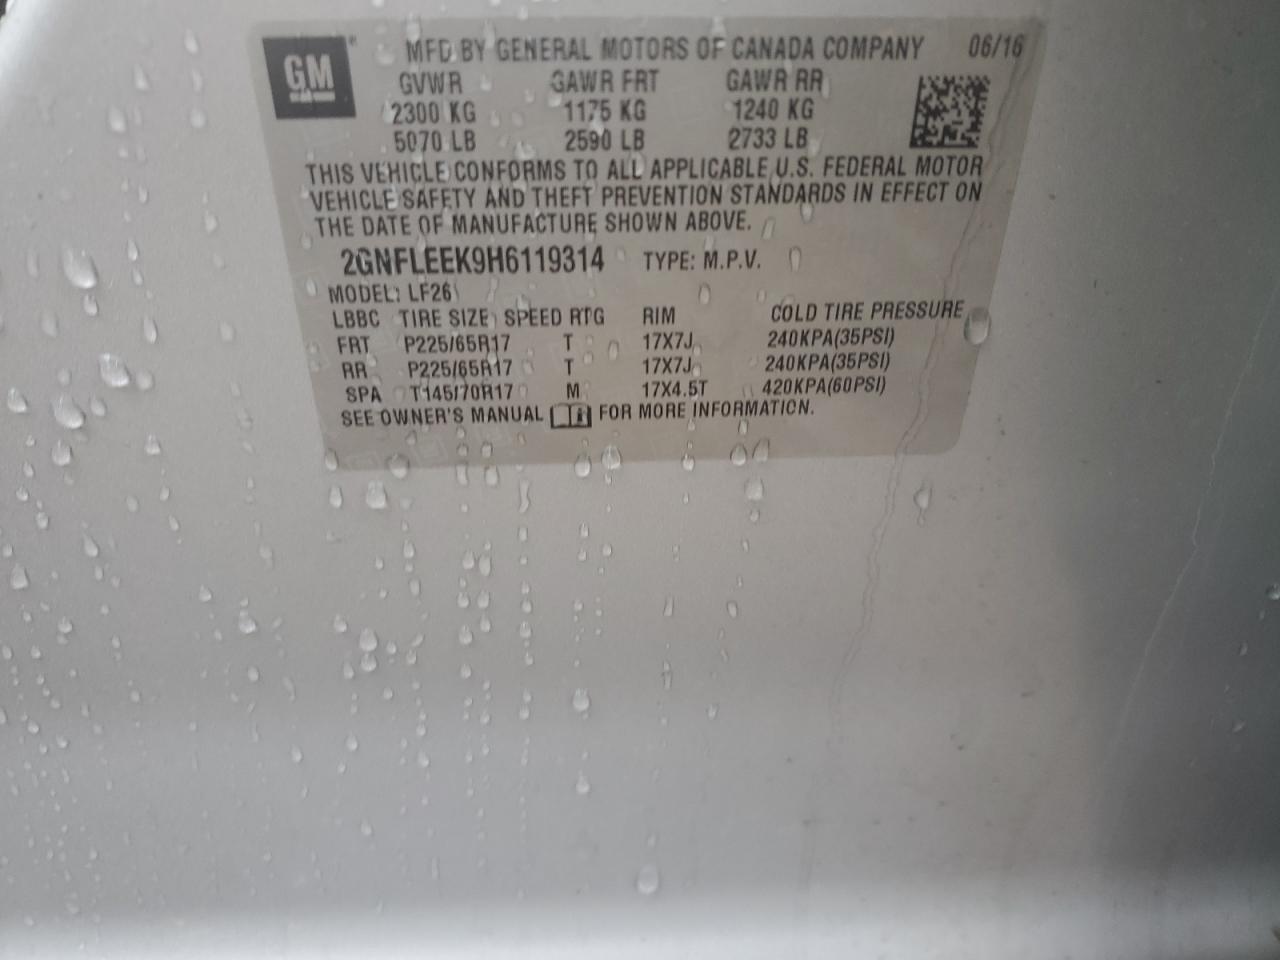 GM MFD BY GENERAL MOTORS OF CANADA COMPANY 06/16
GVWR GAWR FRT GAWR RR
2300 KG 1175 KG 1240 KG
5070 LB 2590 LB 2733 LB
THIS VEHICLE CONFORMS TO ALL APPLICABLE U.S. FEDERAL MOTOR
VEHICLE SAFETY AND THEFT PREVENTION STANDARDS IN EFFECT ON
THE DATE OF MANUFACTURE SHOWN ABOVE.
2GNFLEEK9H6119314 TYPE: M.P.V.
MODEL: LF26
LBBC TIRE SIZE SPEED RTG RIM COLD TIRE PRESSURE
FRT P225/65R17 T 17X7J 240KPA(35PSI)
RR P225/65R17 T 17X7J 240KPA(35PSI)
SPA T145/70R17 M 17X4.5T 420KPA(60PSI)
SEE OWNER'S MANUAL FOR MORE INFORMATION.